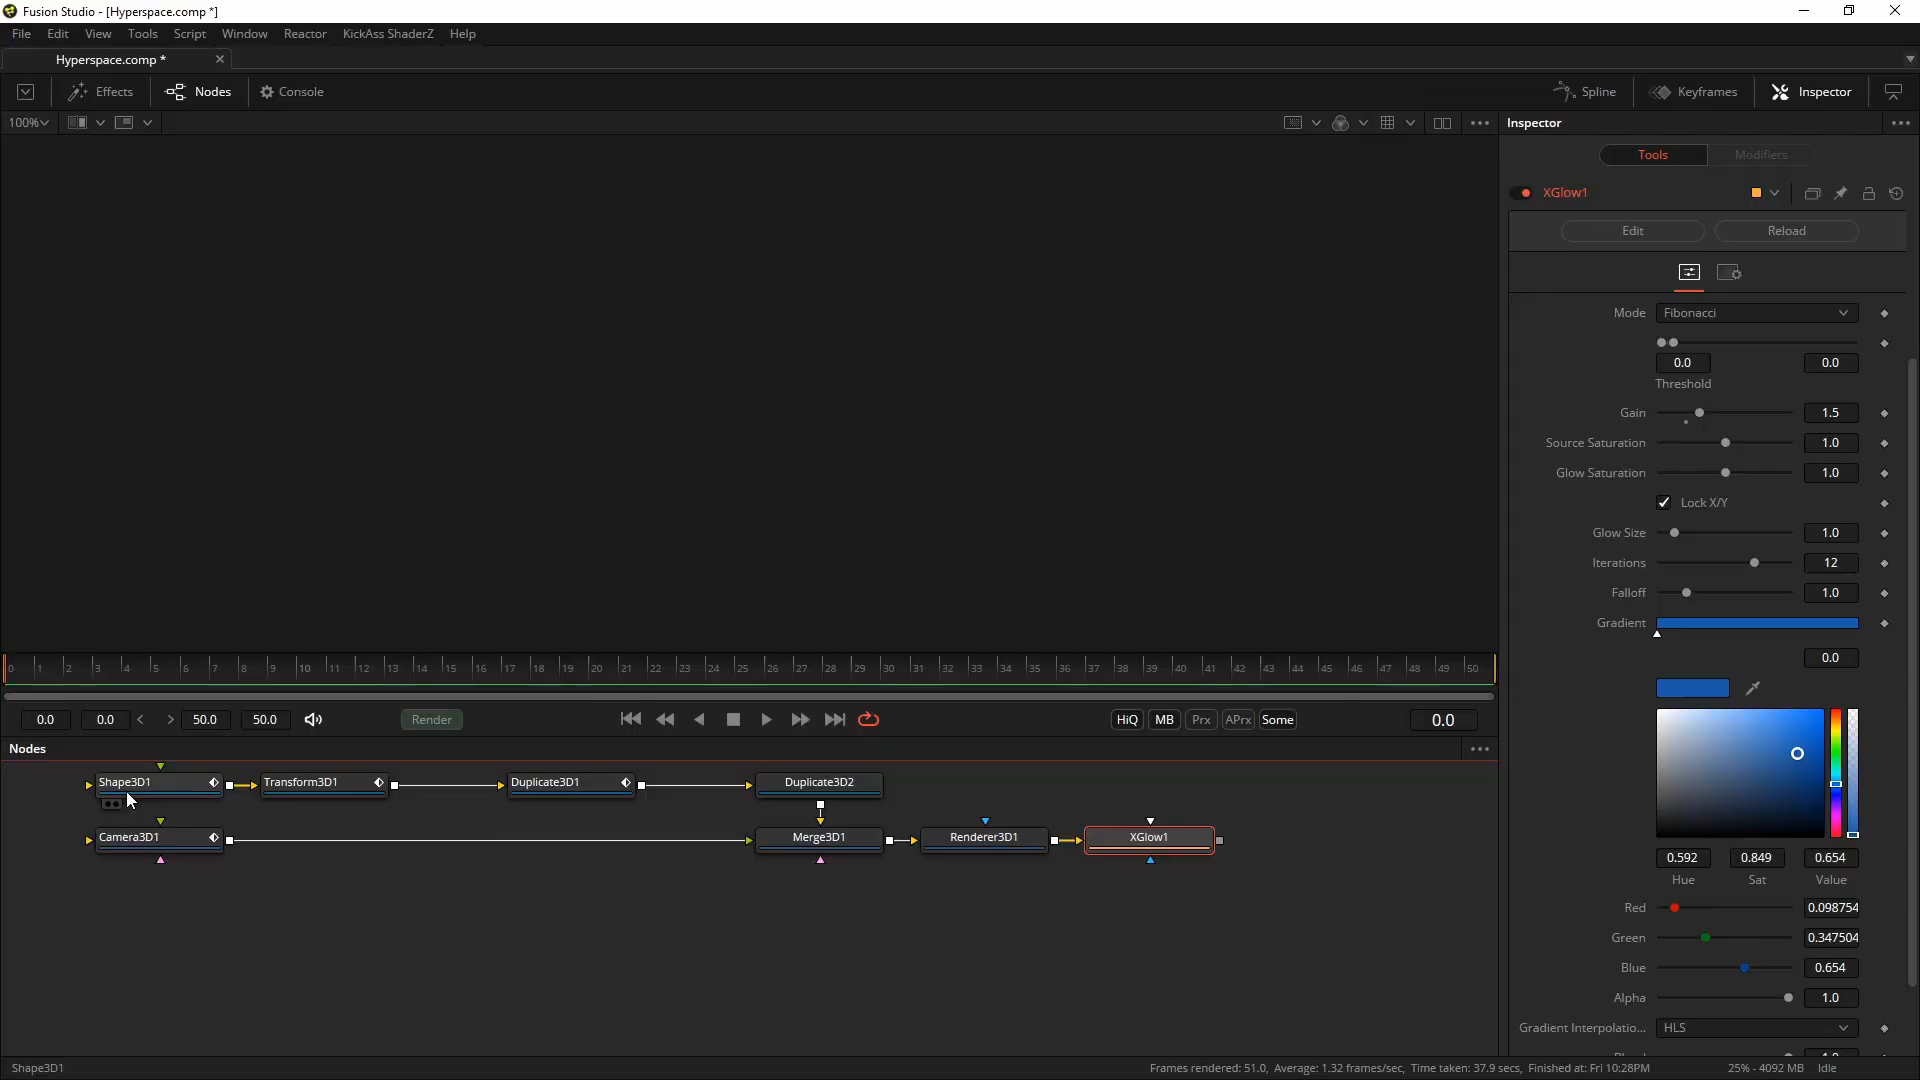 Fusion Studio - [Hyperspace.comp *]
File Edit View Tools Script Window Reactor KickAss ShaderZ Help
Hyperspace.comp *
Effects Nodes Console Spline Keyframes Inspector
100%
Inspector
Tools Modifiers
XGlow1
Edit Reload
Mode Fibonacci
0.0 0.0
Threshold
Gain 1.5
Source Saturation 1.0
Glow Saturation 1.0
Lock X/Y
Glow Size 1.0
Iterations 12
Falloff 1.0
Gradient
0.0
0.592 0.849 0.654
Hue Sat Value
Red 0.098754
Green 0.347504
Blue 0.654
Alpha 1.0
Gradient Interpolatio... HLS
0 1 2 3 4 5 6 7 8 9 10 11 12 13 14 15 16 17 18 19 20 21 22 23 24 25 26 27 28 29 30 31 32 33 34 35 36 37 38 39 40 41 42 43 44 45 46 47 48 49 50
0.0 0.0 50.0 50.0 Render HiQ MB Prx APrx Some 0.0
Nodes
Shape3D1 Transform3D1 Duplicate3D1 Duplicate3D2
Camera3D1 Merge3D1 Renderer3D1 XGlow1
Shape3D1 Frames rendered: 51.0, Average: 1.32 frames/sec, Time taken: 37.9 secs, Finished at: Fri 10:28PM 25% - 4092 MB Idle